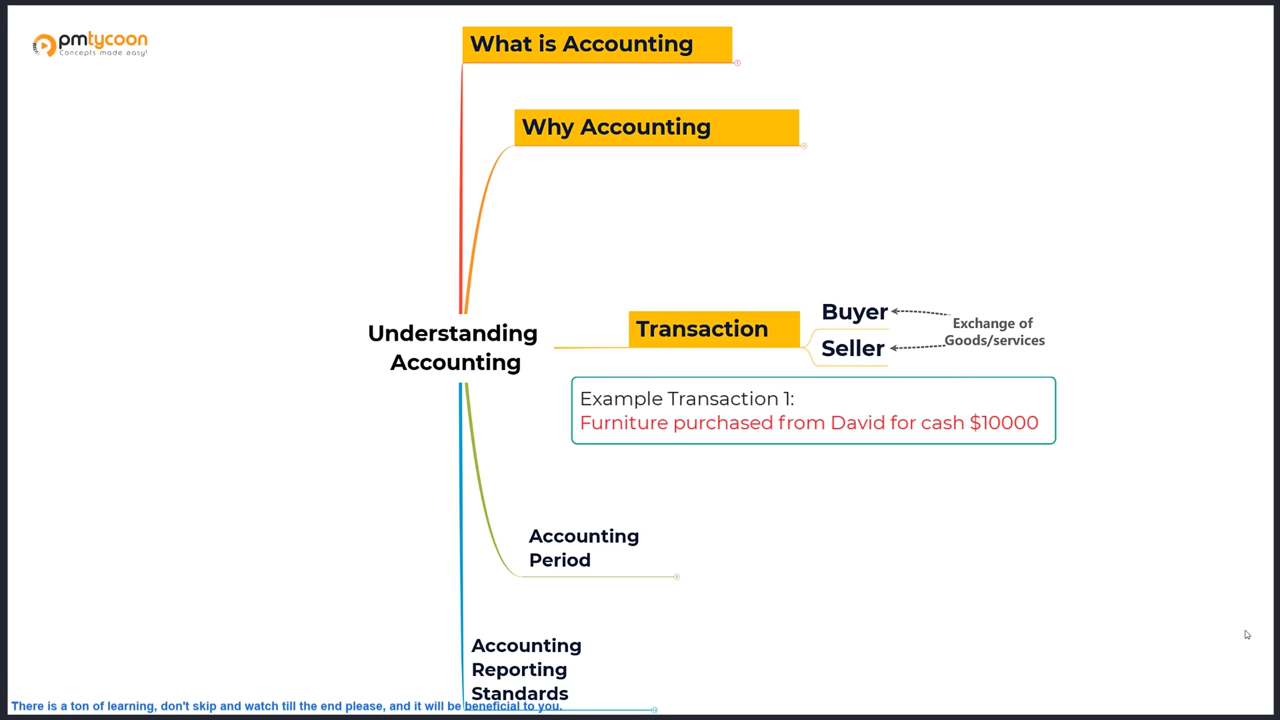 pmtycoon
Concepts made easy!
What is Accounting
Why Accounting
Understanding
Accounting
Transaction
Buyer
Seller
Exchange of
Goods/services
Example Transaction 1:
Furniture purchased from David for cash $10000
Accounting
Period
Accounting
Reporting
Standards
There is a ton of learning, don't skip and watch till the end please, and it will be beneficial to you.